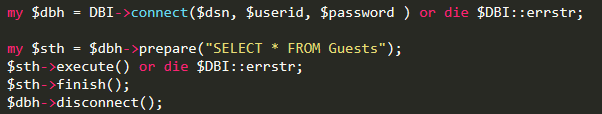 my $dbh = DBI->connect($dsn, $userid, $password ) or die $DBI::errstr;
my $sth = $dbh->prepare("SELECT * FROM Guests");
$sth->execute() or die $DBI::errstr;
$sth->finish();
$dbh->disconnect();